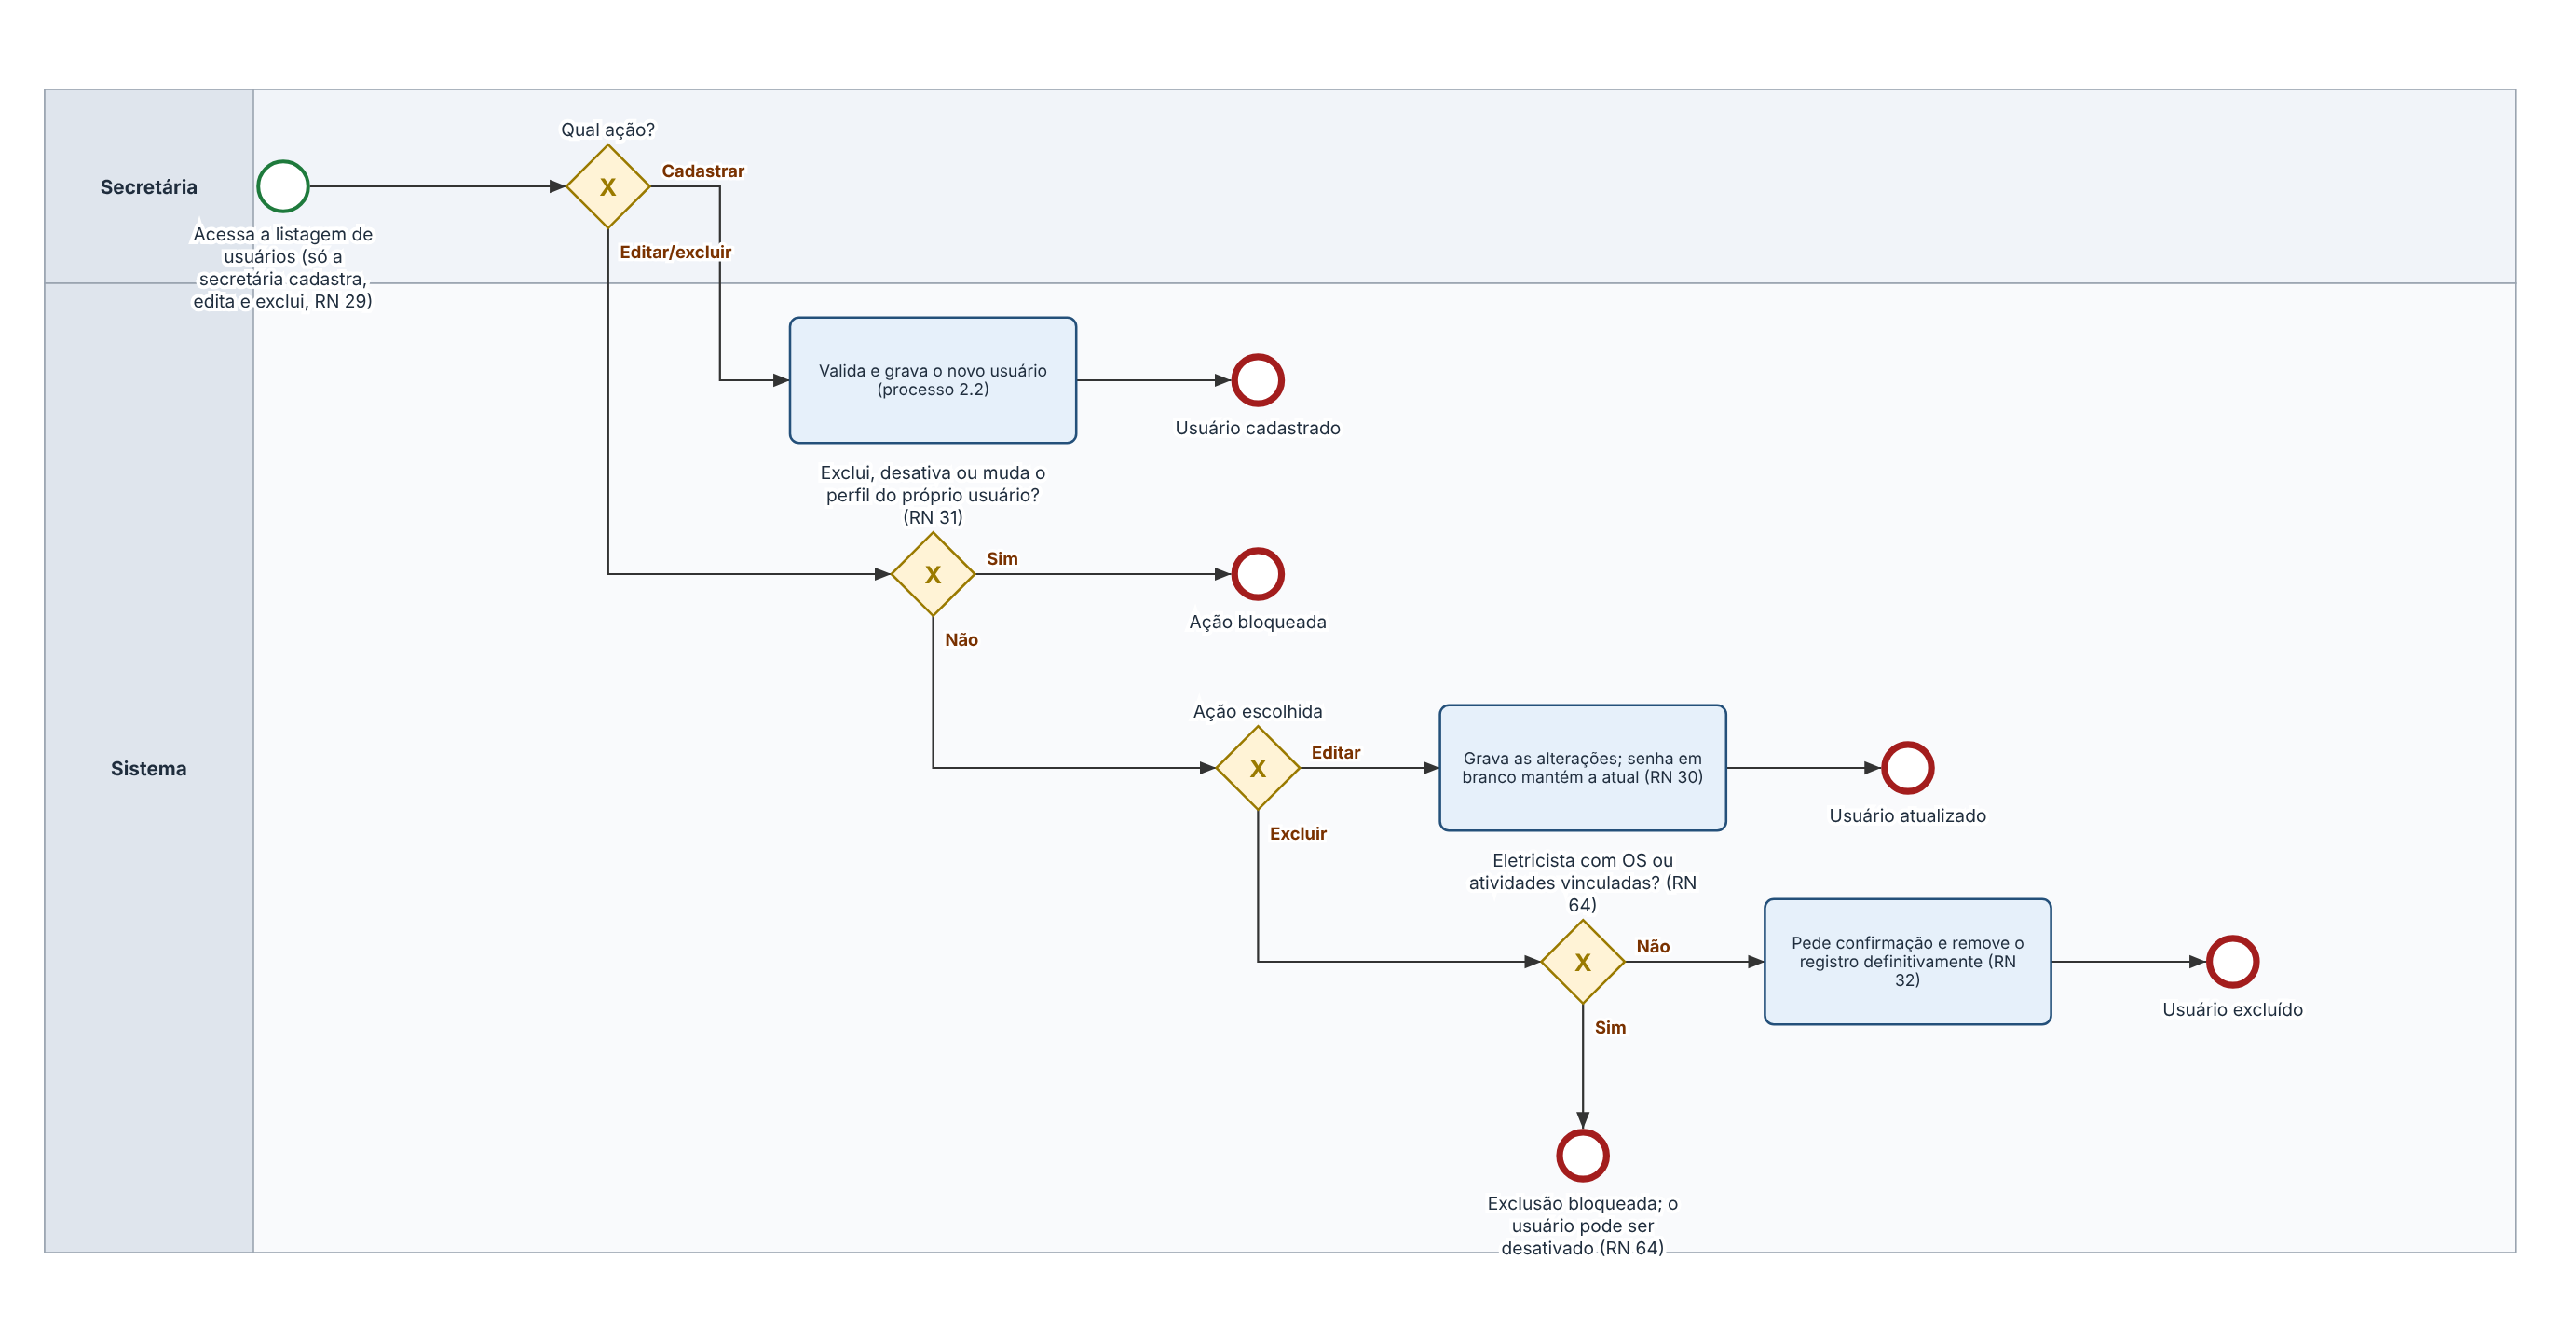 Qual ação?
Cadastrar
X
Secretária
Acessa a listagem de
usuários (só a
secretária cadastra,
edita e exclui, RN 29)
Editar/excluir
Valida e grava o novo usuário
(processo 2.2)
Usuário cadastrado
Exclui, desativa ou muda o
perfil do próprio usuário?
(RN 31)
Sim
X
Ação bloqueada
Não
Ação escolhida
Editar
X
Grava as alterações; senha em
branco mantém a atual (RN 30)
Sistema
Usuário atualizado
Excluir
Eletricista com OS ou
atividades vinculadas? (RN
64)
Não
X
Pede confirmação e remove o
registro definitivamente (RN
32)
Usuário excluído
Sim
Exclusão bloqueada; o
usuário pode ser
desativado (RN 64)